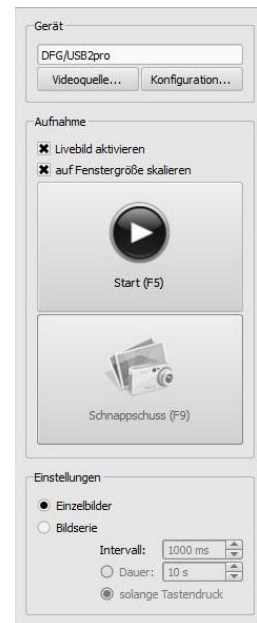 Gerät
DFG/USB2pro
Videoquelle... Konfiguration...
Aufnahme
Livebild aktivieren
auf Fenstergröße skalieren
Start (F5)
Schnappschuss (F9)
Einstellungen
Einzelbilder
Bildserie
Intervall: 1000 ms
Dauer: 10 s
solange Tastendruck